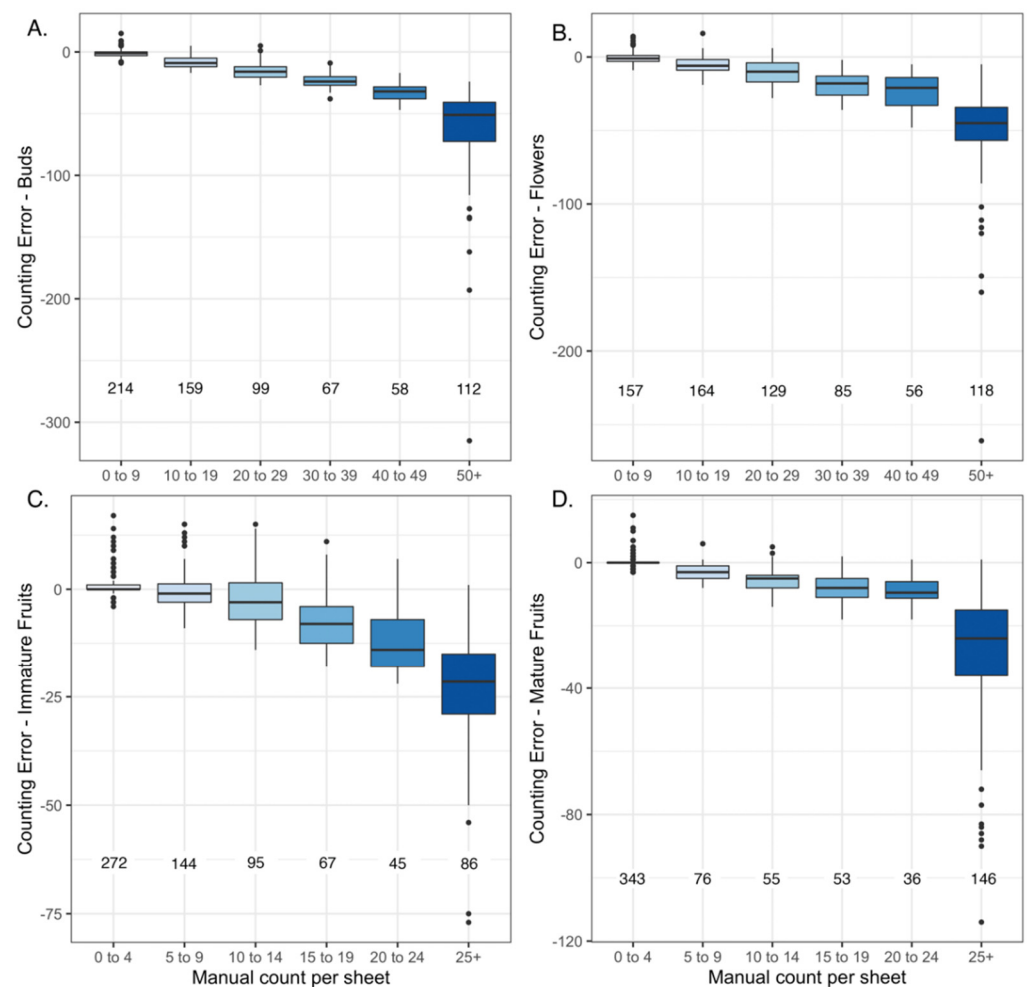 A.
Counting Error - Buds
0
-100
-200
-300
214 159 99 67 58 112
0 to 9 10 to 19 20 to 29 30 to 39 40 to 49 50+
B.
Counting Error - Flowers
0
-100
-200
157 164 129 85 56 118
0 to 9 10 to 19 20 to 29 30 to 39 40 to 49 50+
C.
Counting Error - Immature Fruits
0
-25
-50
-75
272 144 95 67 45 86
0 to 4 5 to 9 10 to 14 15 to 19 20 to 24 25+
Manual count per sheet
D.
Counting Error - Mature Fruits
0
-40
-80
-120
343 76 55 53 36 146
0 to 4 5 to 9 10 to 14 15 to 19 20 to 24 25+
Manual count per sheet